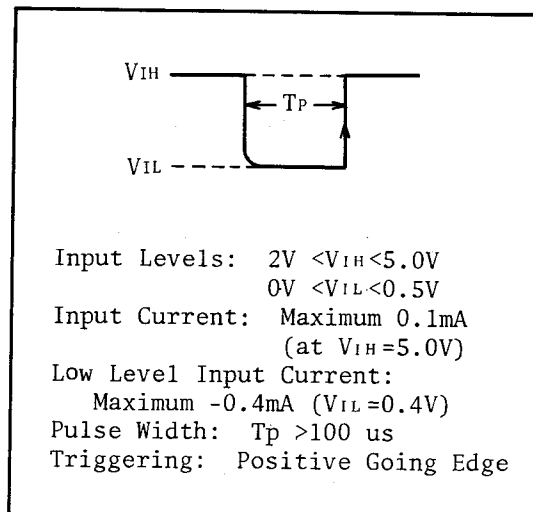 VIH
TP
VIL
Input Levels: 2V <VIH<5.0V
0V <VIL<0.5V
Input Current: Maximum 0.1mA
(at VIH=5.0V)
Low Level Input Current:
Maximum -0.4mA (VIL=0.4V)
Pulse Width: Tp >100 us
Triggering: Positive Going Edge